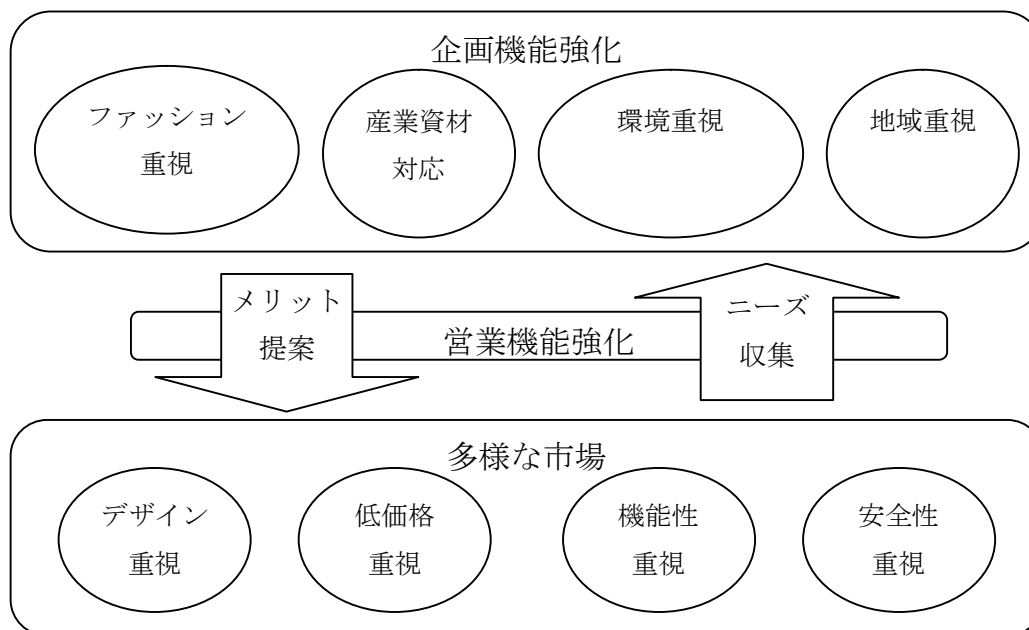 企画機能強化
ファッション
重視
産業資材
対応
環境重視
地域重視
メリット
提案
営業機能強化
ニーズ
収集
多様な市場
デザイン
重視
低価格
重視
機能性
重視
安全性
重視